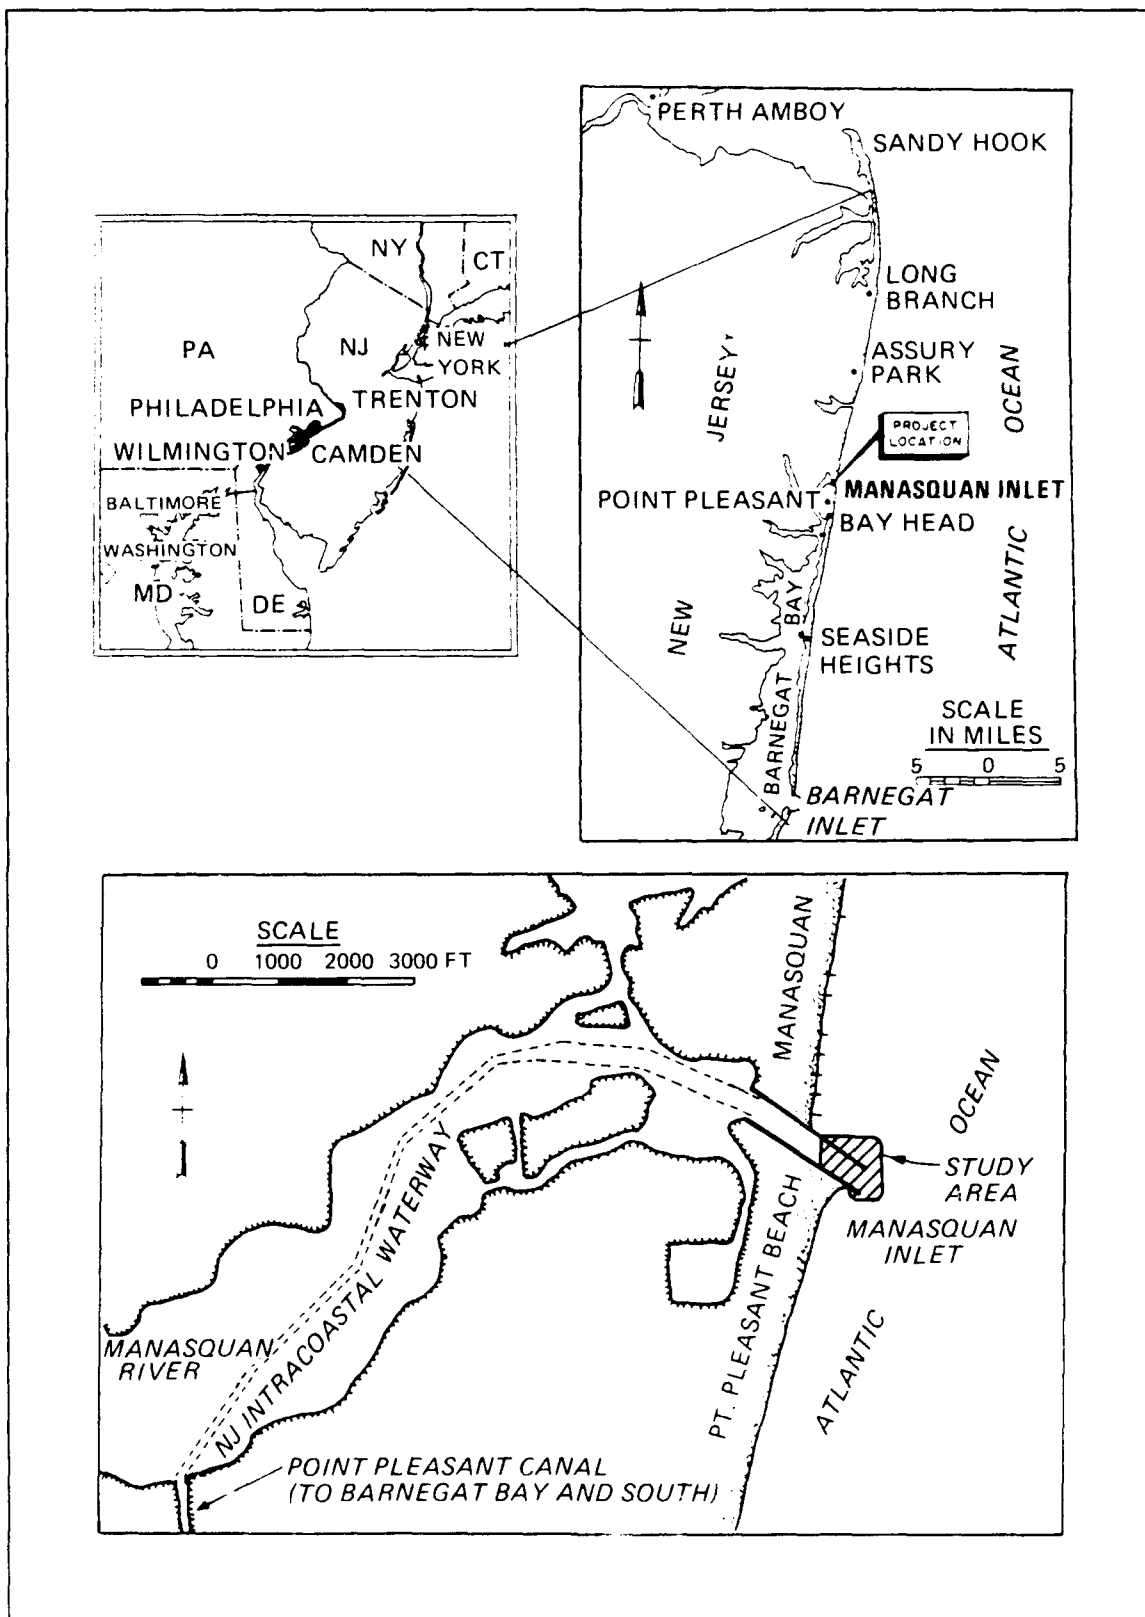 NY
CT
PA
NJ
NEW
YORK
PHILADELPHIA
TRENTON
WILMINGTON
CAMDEN
BALTIMORE
WASHINGTON
MD
DE
PERTH AMBOY
SANDY HOOK
LONG
BRANCH
ASSURY
PARK
OCEAN
JERSEY
PROJECT
LOCATION
POINT PLEASANT
MANASQUAN INLET
BAY HEAD
ATLANTIC
NEW
BAY
SEASIDE
HEIGHTS
BARNEGAT
SCALE
IN MILES
5 0 5
BARNEGAT
INLET
SCALE
0 1000 2000 3000 FT
MANASQUAN
OCEAN
STUDY
AREA
MANASQUAN
INLET
NJ INTRACOASTAL WATERWAY
PT. PLEASANT BEACH
ATLANTIC
MANASQUAN
RIVER
POINT PLEASANT CANAL
(TO BARNEGAT BAY AND SOUTH)